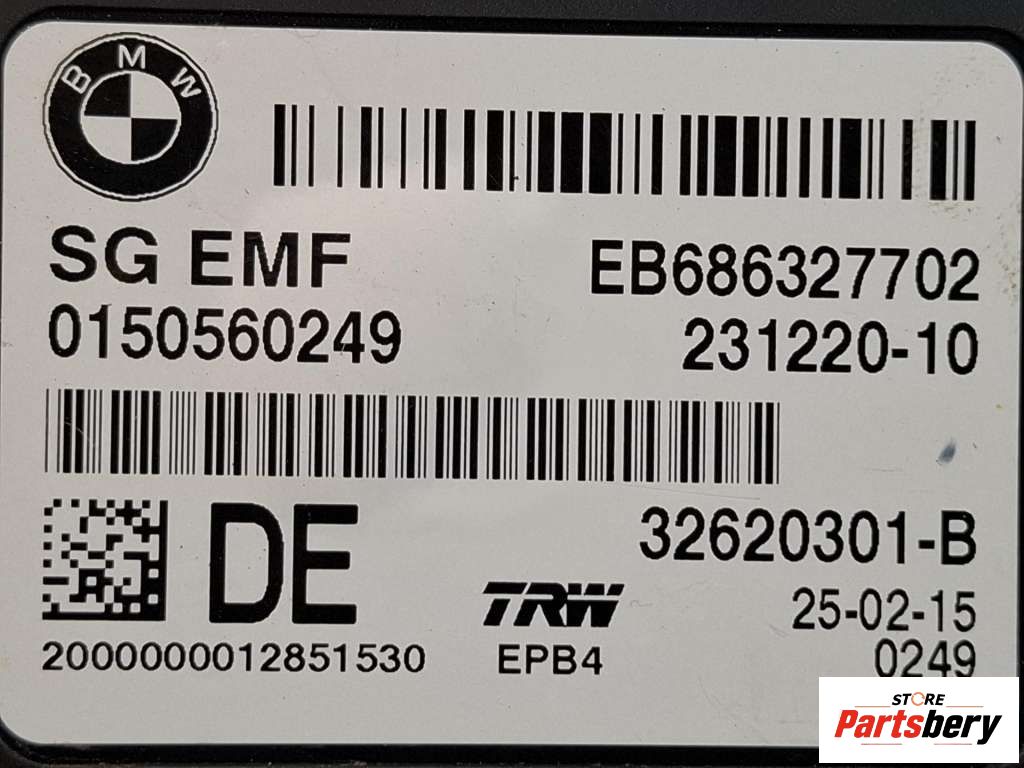 BMW
SG EMF
EB686327702
0150560249
231220-10
DE
32620301-B
TRW
25-02-15
2000000012851530
EPB4
0249
STORE
Partsbery